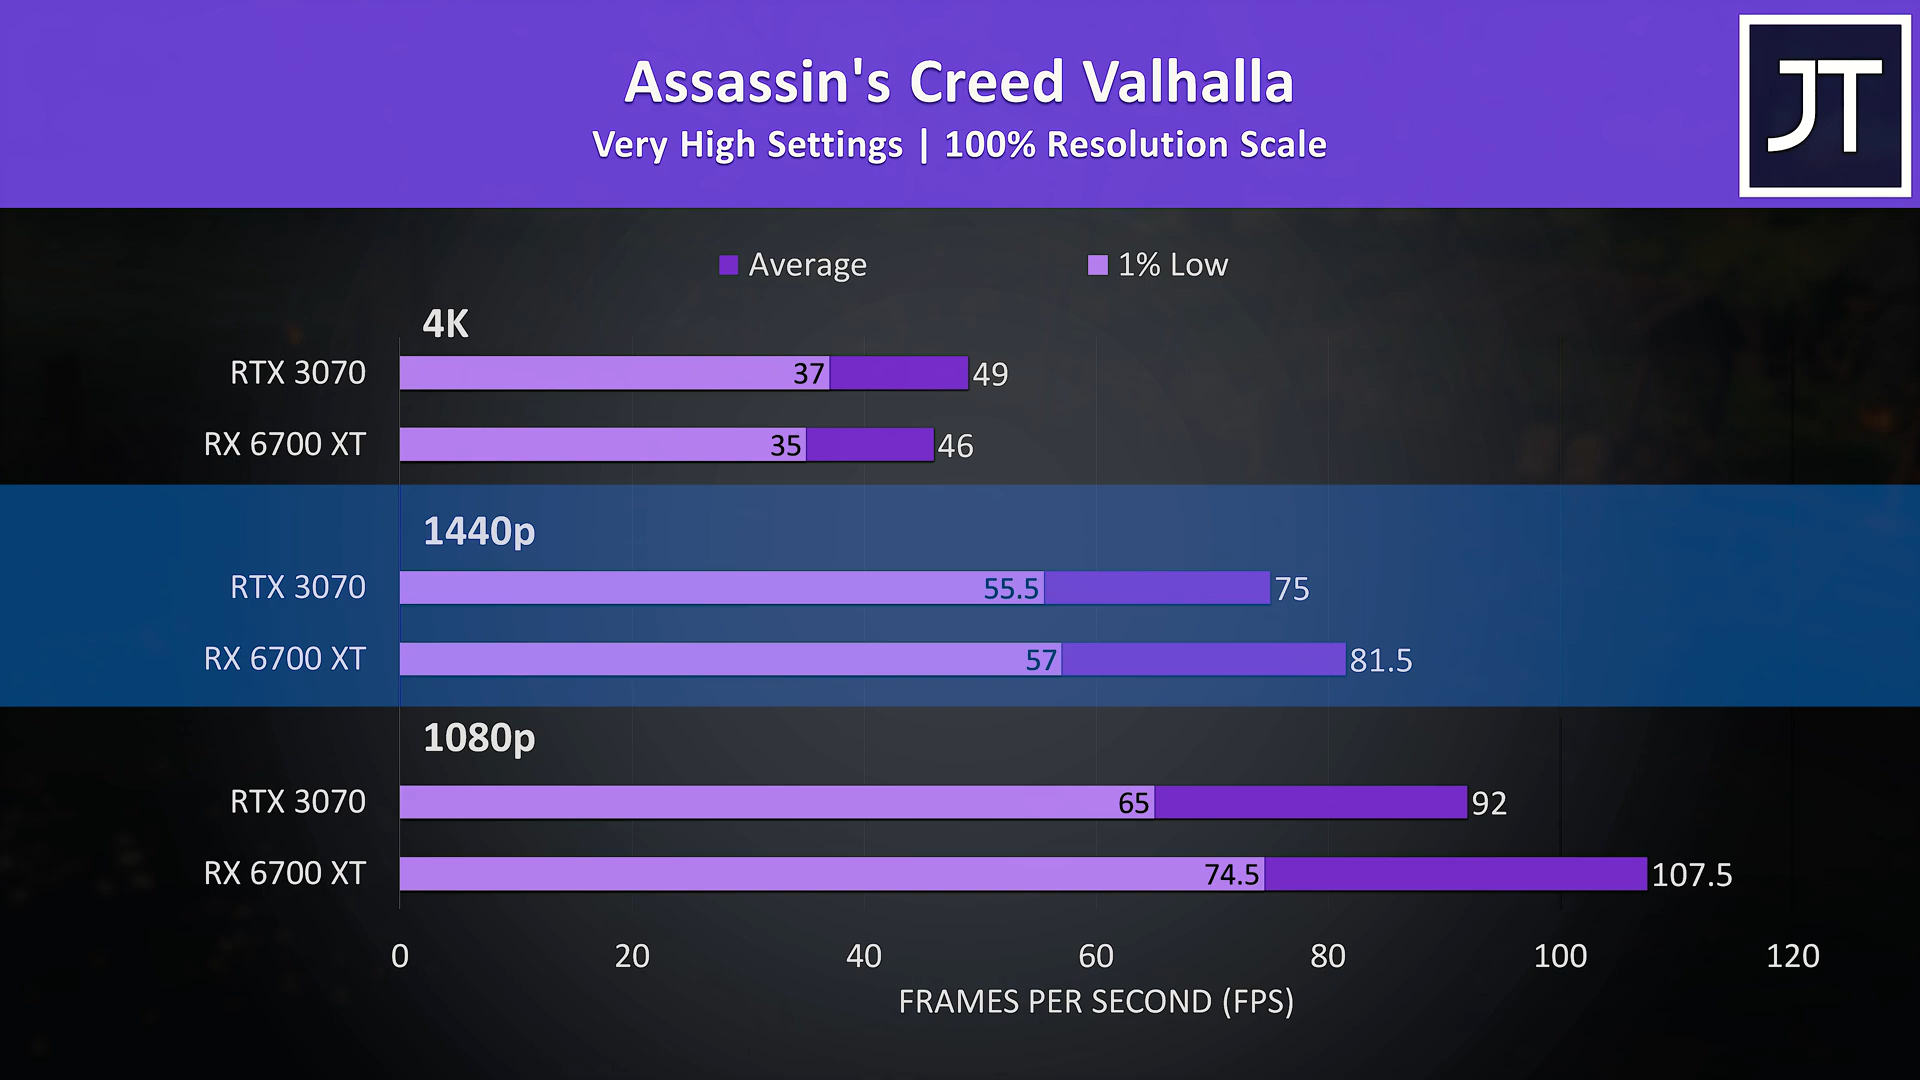 Assassin's Creed Valhalla
Very High Settings | 100% Resolution Scale
JT
Average 1% Low
4K
RTX 3070 37 49
RX 6700 XT 35 46
1440p
RTX 3070 55.5 75
RX 6700 XT 57 81.5
1080p
RTX 3070 65 92
RX 6700 XT 74.5 107.5
0 20 40 60 80 100 120
FRAMES PER SECOND (FPS)